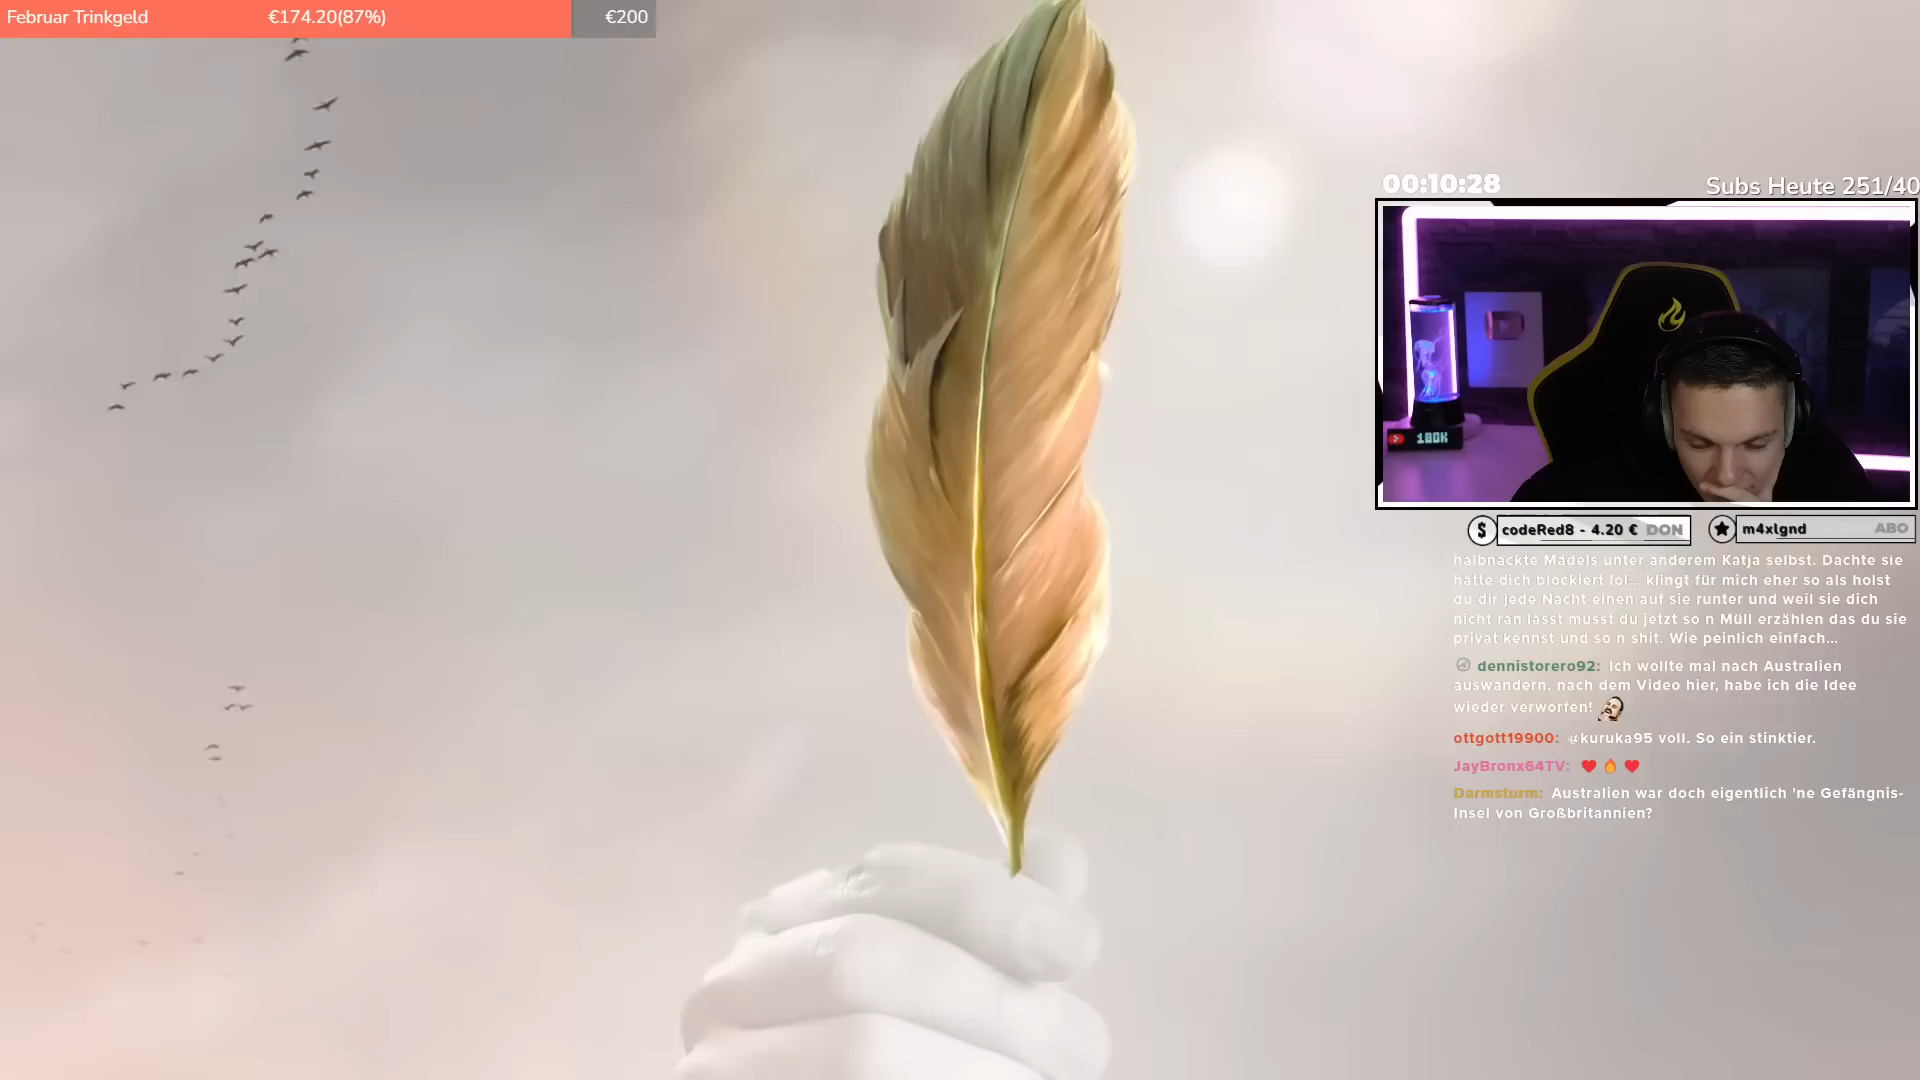 Februar Trinkgeld €174.20(87%) €200
00:10:28 Subs Heute 251/40
180K
codeRed8 - 4.20 € DON m4xlgnd ABO
halbnackte Mädels unter anderem Katja selbst. Dachte sie
hätte dich blockiert lol... klingt für mich eher so als holst
du dir jede Nacht einen auf sie runter und weil sie dich
nicht ran lässt musst du jetzt so n Müll erzählen das du sie
privat kennst und so n shit. Wie peinlich einfach...
dennistorero92: Ich wollte mal nach Australien
auswandern, nach dem Video hier, habe ich die Idee
wieder verworfen!
ottgott19900: @kuruka95 voll. So ein stinktier.
JayBronx64TV:
Darmsturm: Australien war doch eigentlich 'ne Gefängnis-
Insel von Großbritannien?